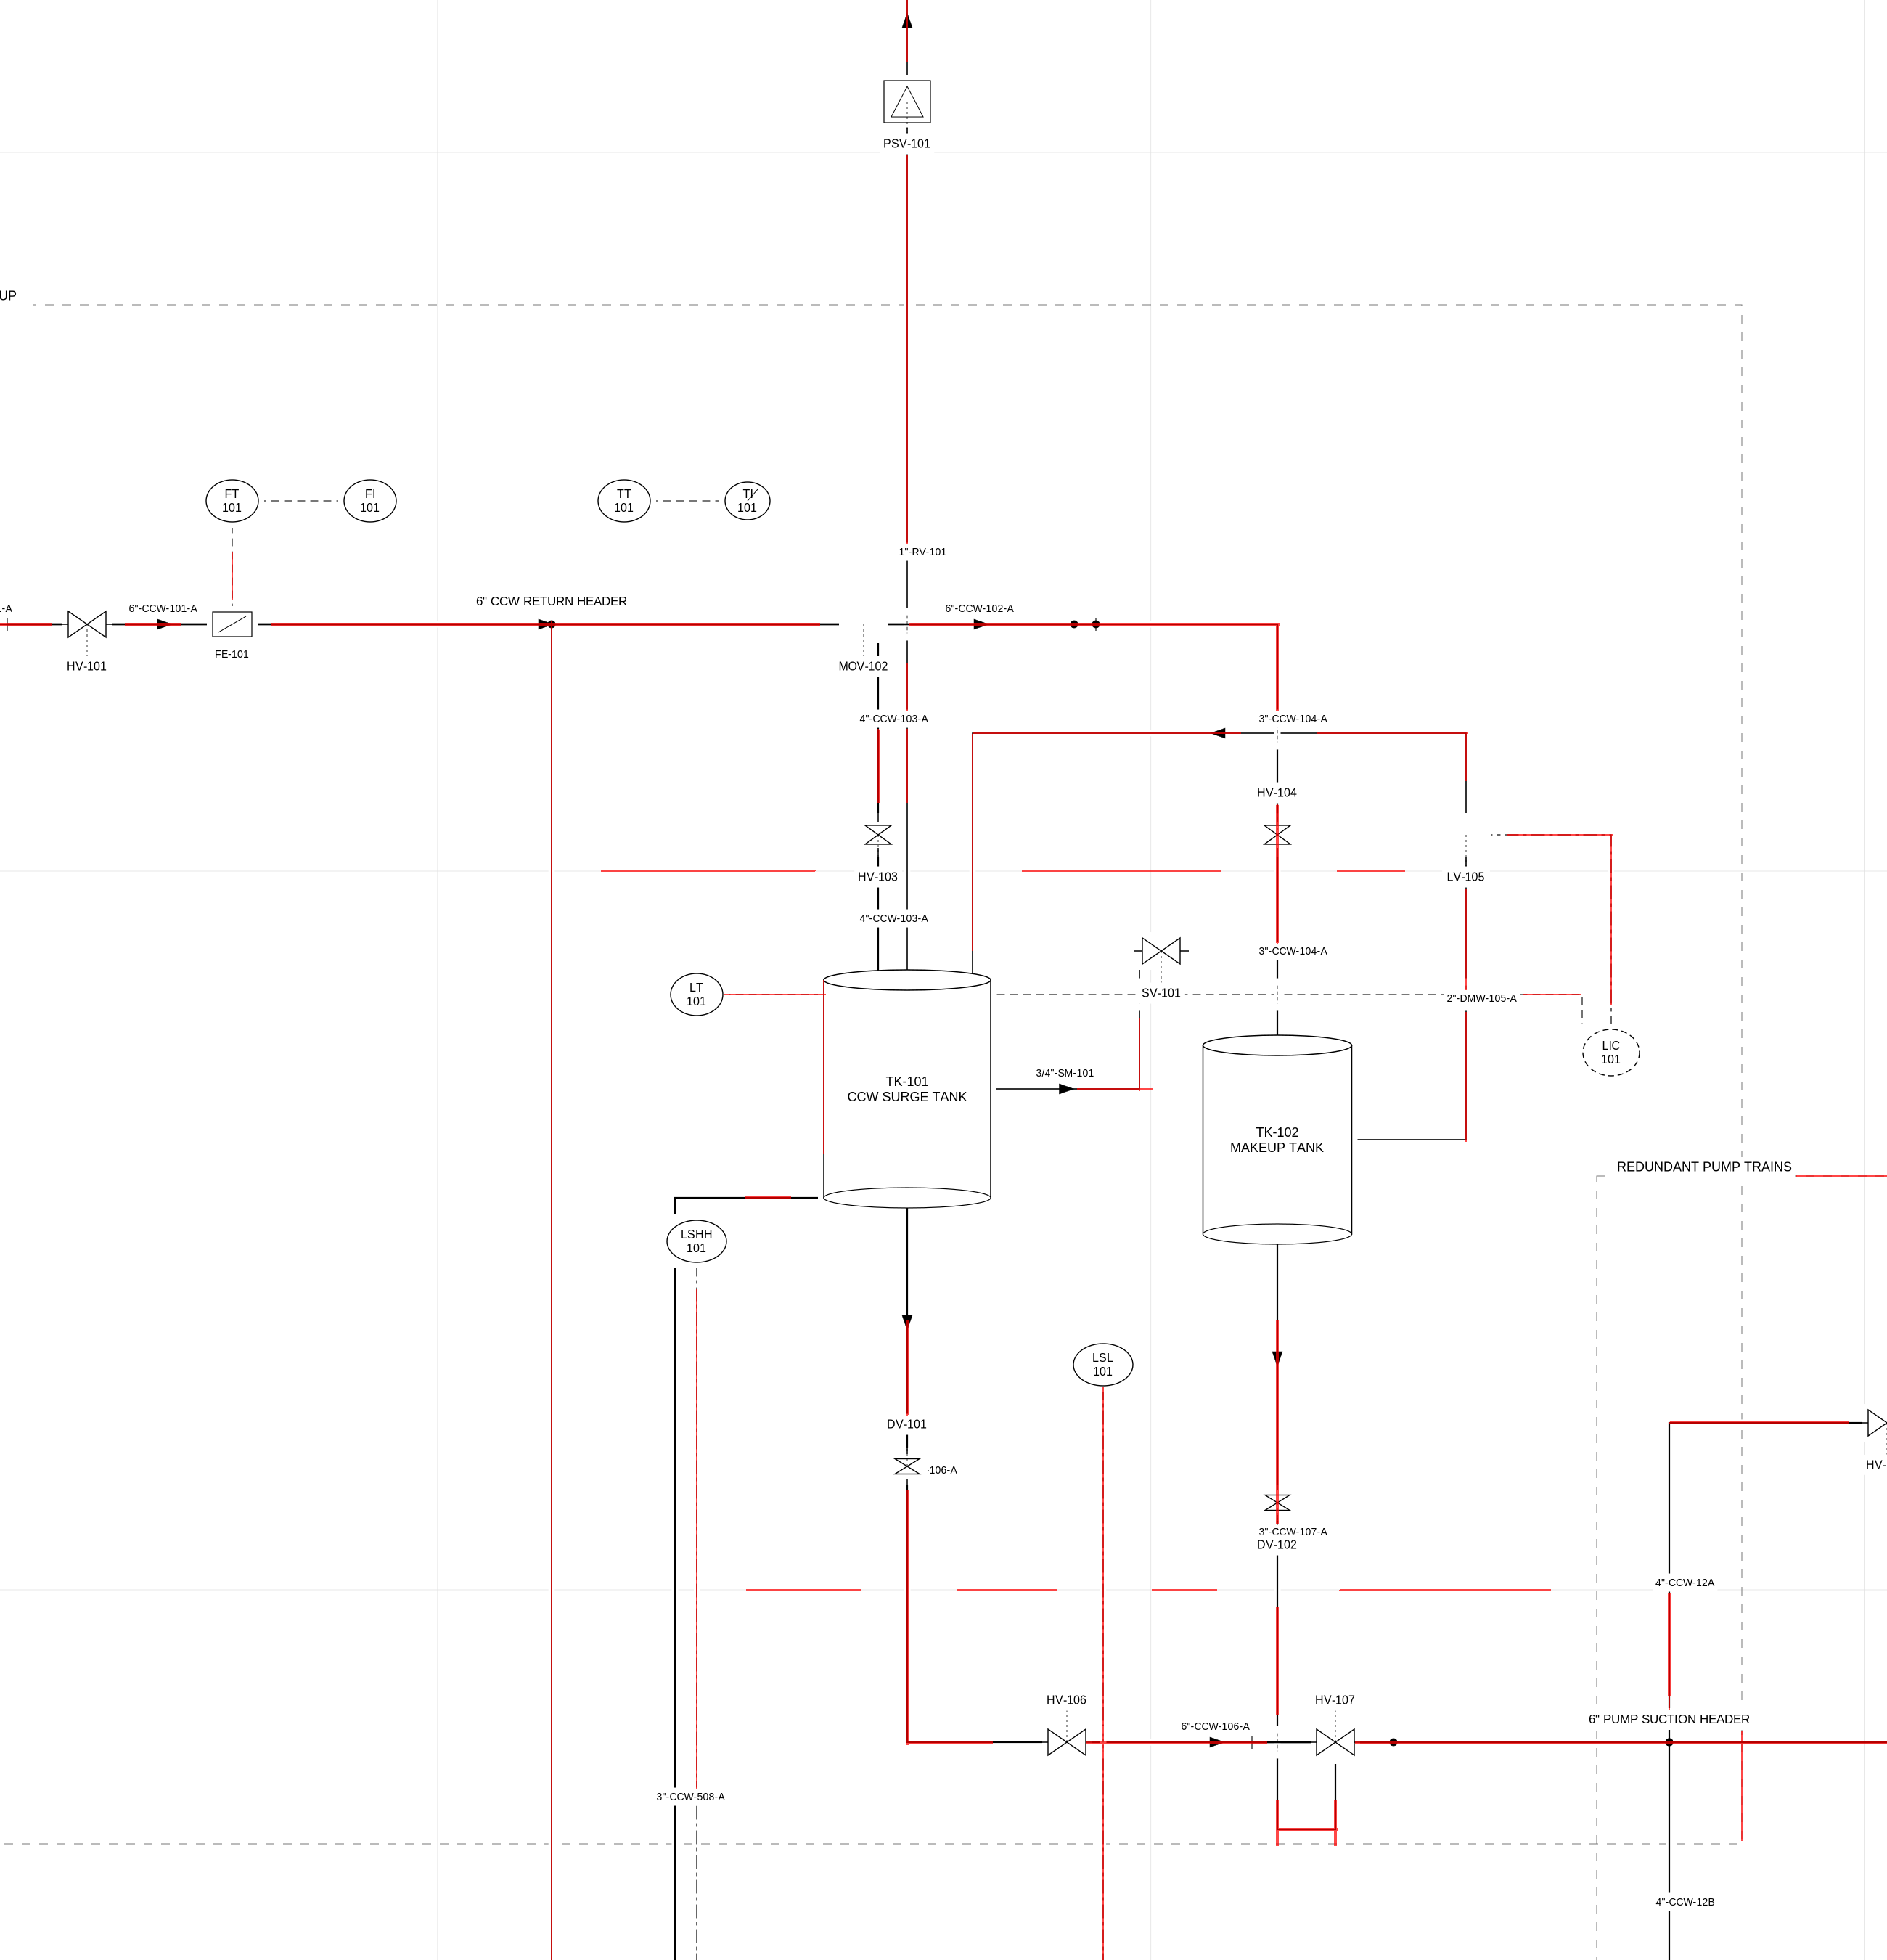 PSV-101
UP
FT
101
FI
101
TT
101
TI
101
1"-RV-101
-A
6"-CCW-101-A
6" CCW RETURN HEADER
6"-CCW-102-A
HV-101
FE-101
MOV-102
4"-CCW-103-A
3"-CCW-104-A
HV-104
HV-103
LV-105
4"-CCW-103-A
3"-CCW-104-A
LT
101
SV-101
2"-DMW-105-A
LIC
101
3/4"-SM-101
TK-101
CCW SURGE TANK
TK-102
MAKEUP TANK
REDUNDANT PUMP TRAINS
LSHH
101
LSL
101
DV-101
106-A
HV-
3"-CCW-107-A
DV-102
4"-CCW-12A
HV-106
HV-107
6" PUMP SUCTION HEADER
6"-CCW-106-A
3"-CCW-508-A
4"-CCW-12B